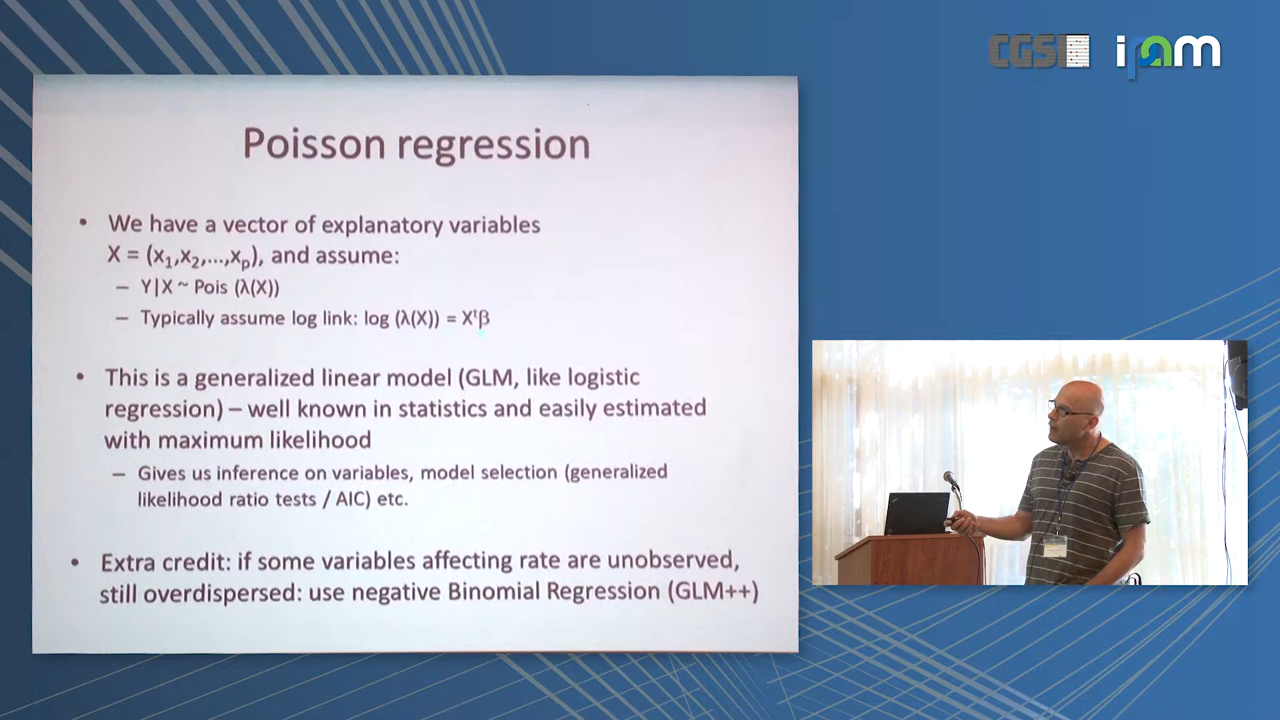 CGSI ipam
Poisson regression
• We have a vector of explanatory variables
X = (x₁,x₂,...,xₚ), and assume:
– Y|X ~ Pois (λ(X))
– Typically assume log link: log (λ(X)) = Xᵗβ
• This is a generalized linear model (GLM, like logistic
regression) – well known in statistics and easily estimated
with maximum likelihood
– Gives us inference on variables, model selection (generalized
likelihood ratio tests / AIC) etc.
• Extra credit: if some variables affecting rate are unobserved,
still overdispersed: use negative Binomial Regression (GLM++)